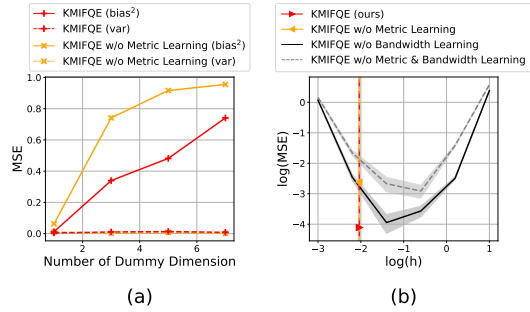 KMIFQE (bias²)
KMIFQE (var)
KMIFQE w/o Metric Learning (bias²)
KMIFQE w/o Metric Learning (var)
1.0
0.8
0.6
0.4
0.2
0.0
MSE
2 4 6
Number of Dummy Dimension
(a)
KMIFQE (ours)
KMIFQE w/o Metric Learning
KMIFQE w/o Bandwidth Learning
KMIFQE w/o Metric & Bandwidth Learning
0
−1
−2
−3
−4
log(MSE)
−3 −2 −1 0 1
log(h)
(b)